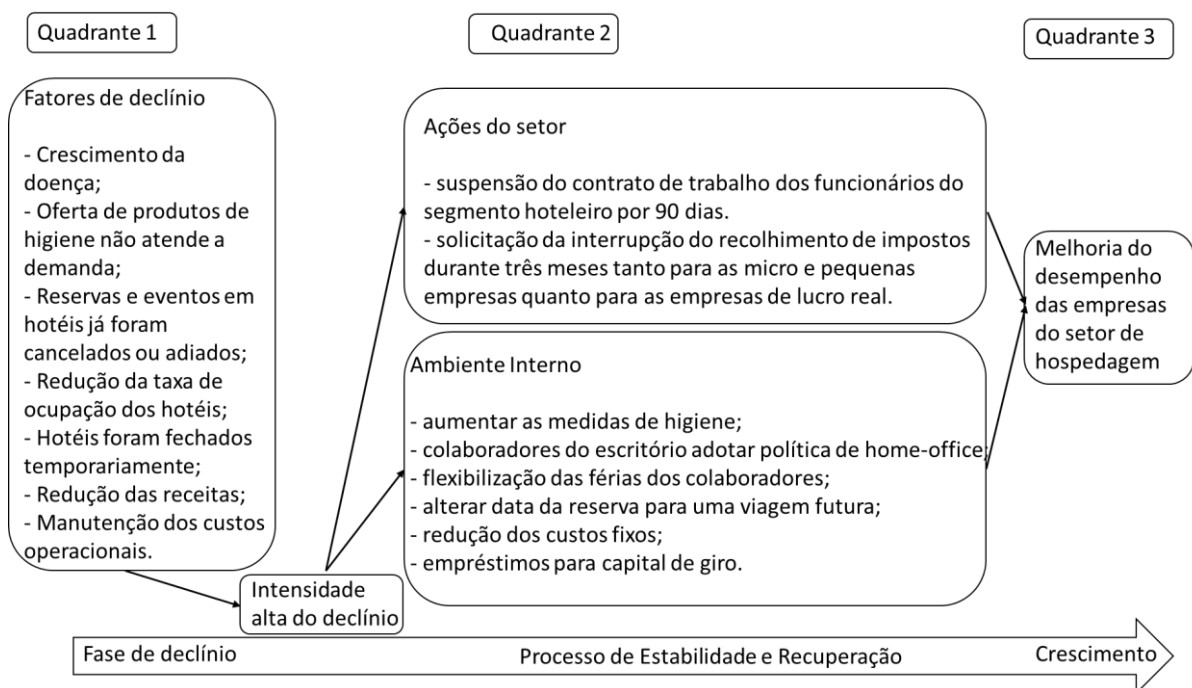 Quadrante 1
Quadrante 2
Quadrante 3
Fatores de declínio
- Crescimento da
doença;
- Oferta de produtos de
higiene não atende a
demanda;
- Reservas e eventos em
hotéis já foram
cancelados ou adiados;
- Redução da taxa de
ocupação dos hotéis;
- Hotéis foram fechados
temporariamente;
- Redução das receitas;
- Manutenção dos custos
operacionais.
Intensidade
alta do declínio
Ações do setor
- suspensão do contrato de trabalho dos funcionários do
segmento hoteleiro por 90 dias.
- solicitação da interrupção do recolhimento de impostos
durante três meses tanto para as micro e pequenas
empresas quanto para as empresas de lucro real.
Ambiente Interno
- aumentar as medidas de higiene;
- colaboradores do escritório adotar política de home-office;
- flexibilização das férias dos colaboradores;
- alterar data da reserva para uma viagem futura;
- redução dos custos fixos;
- empréstimos para capital de giro.
Melhoria do
desempenho
das empresas
do setor de
hospedagem
Fase de declínio
Processo de Estabilidade e Recuperação
Crescimento